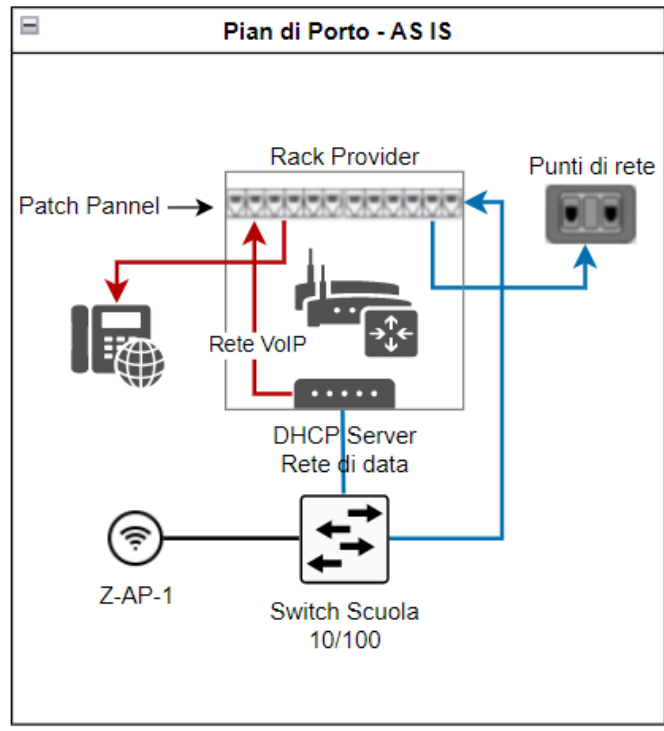 Pian di Porto - AS IS
Rack Provider
Punti di rete
Patch Pannel
Rete VoIP
DHCP Server
Rete di data
Z-AP-1
Switch Scuola
10/100